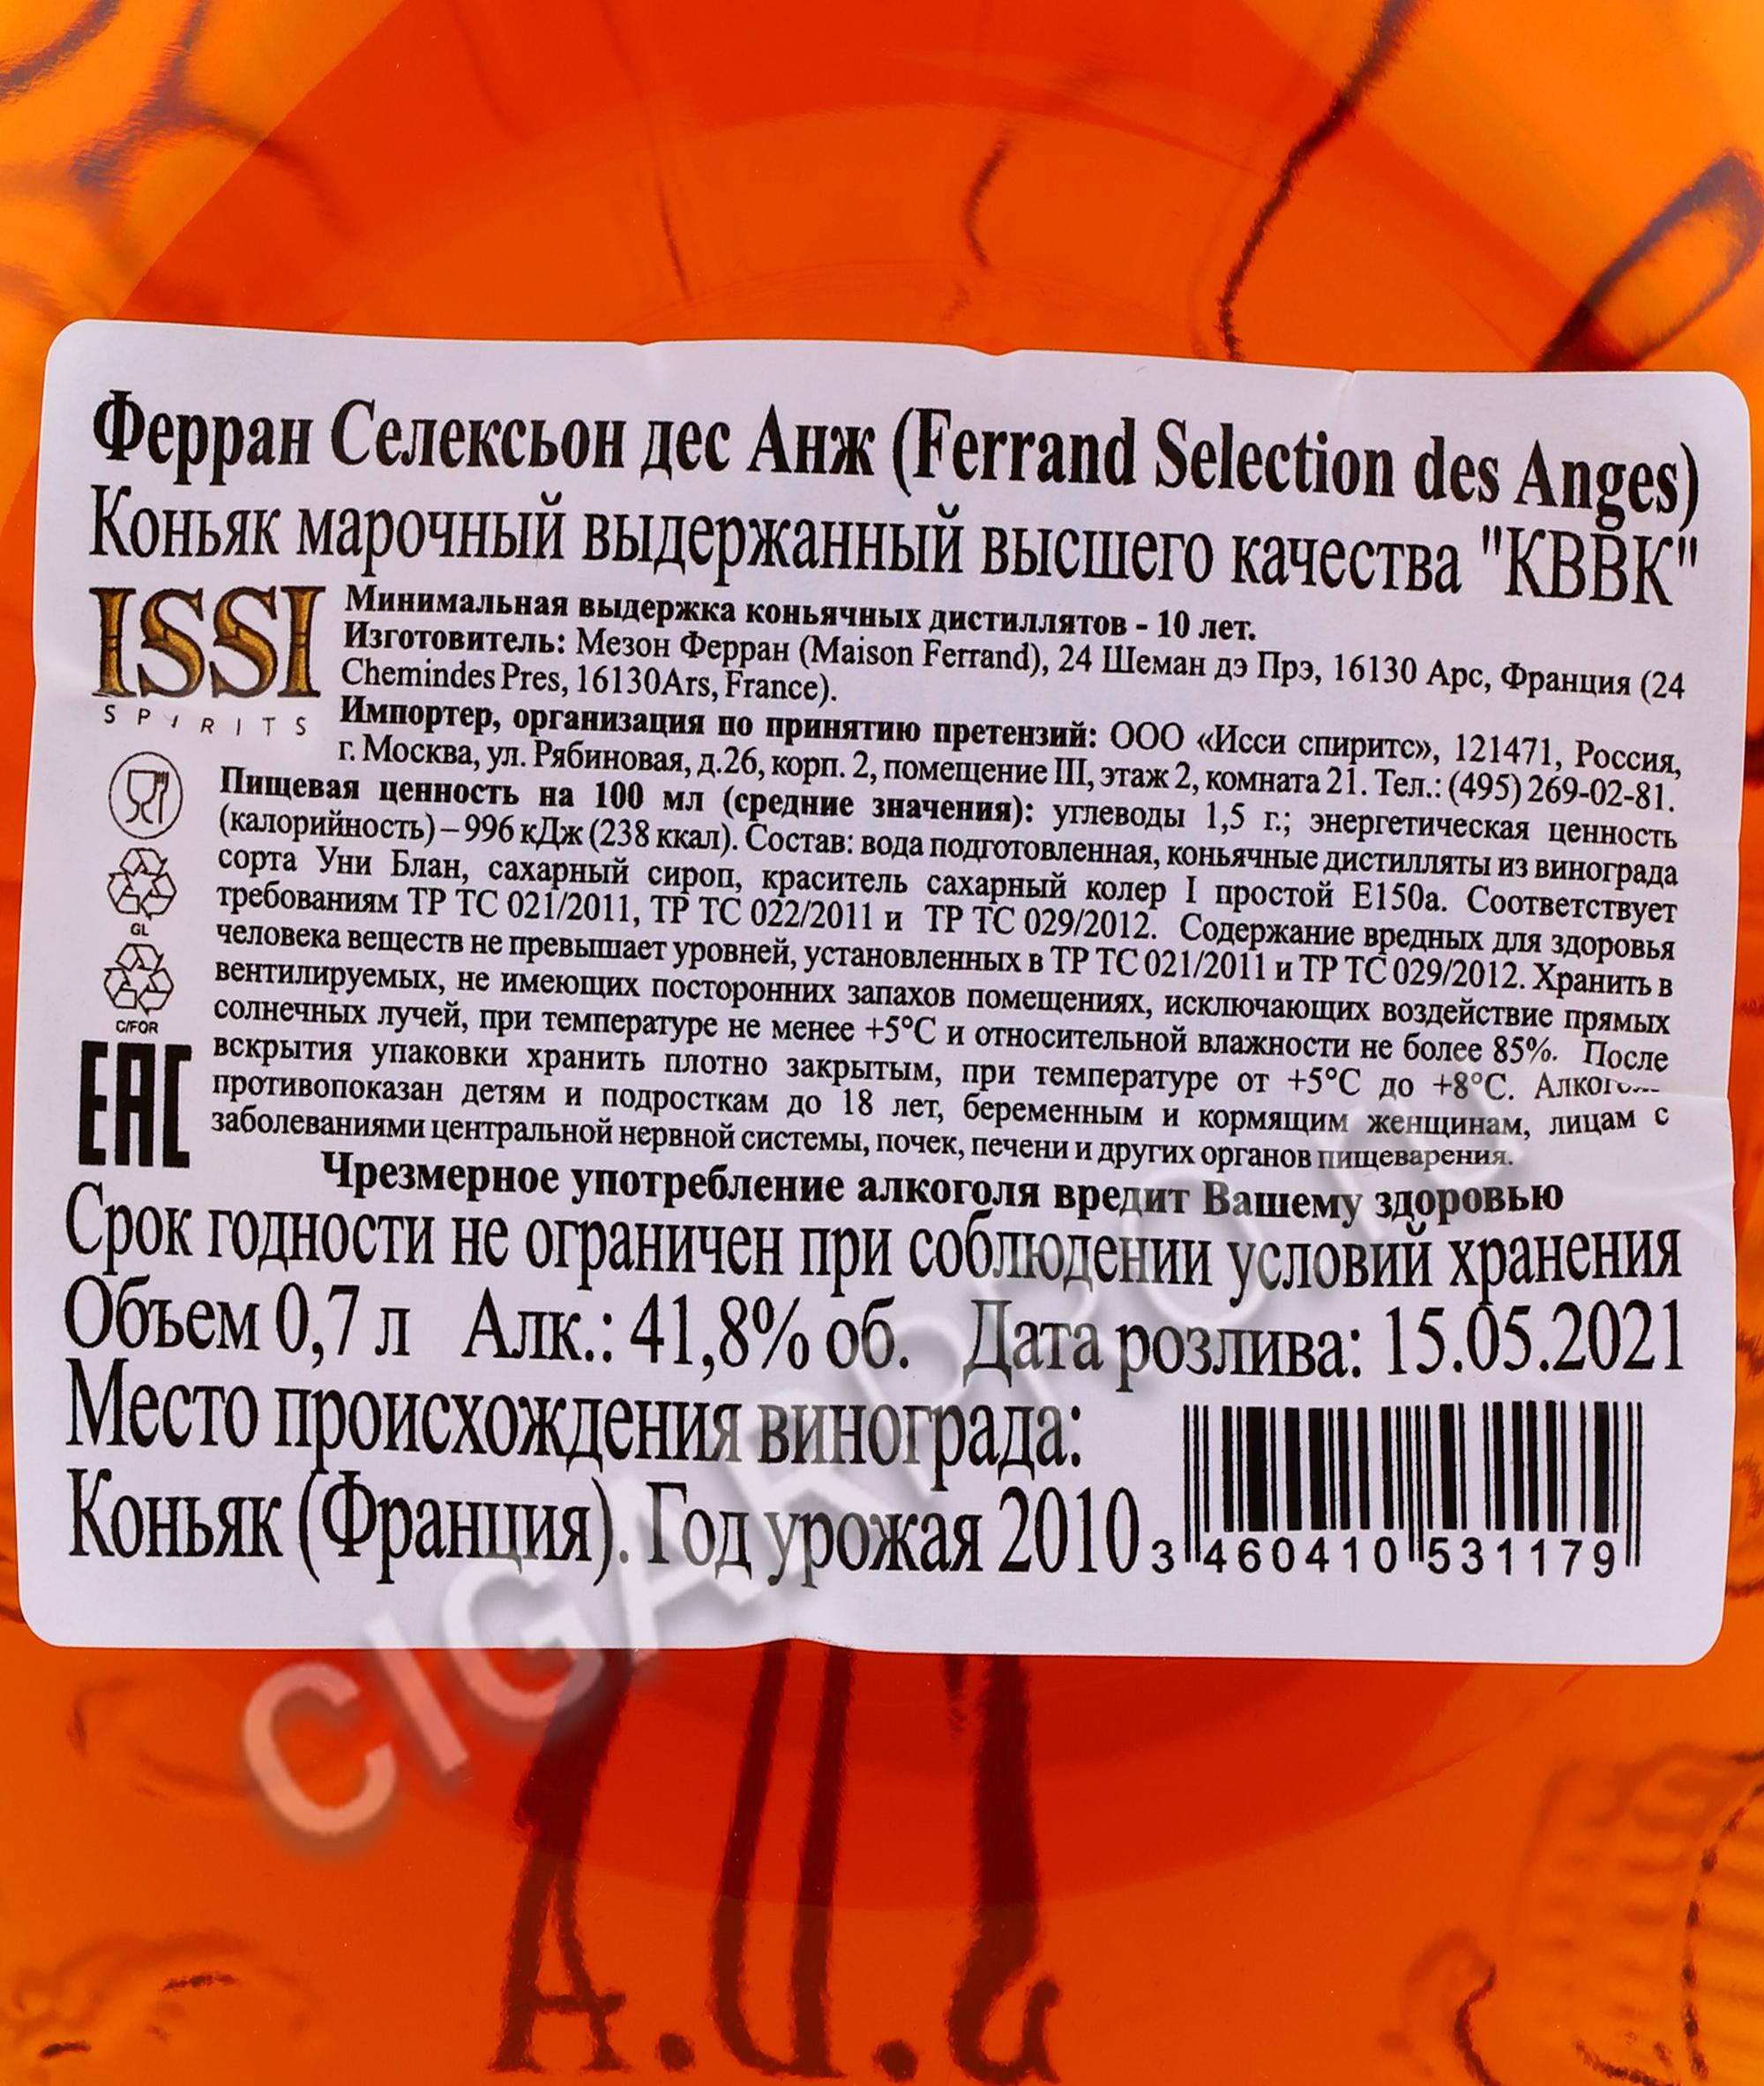 Ферран Селексьон дес Анж (Ferrand Selection des Anges)
Коньяк марочный выдержанный высшего качества "КВВК"
ISSI
SPIRITS
Минимальная выдержка коньячных дистиллятов - 10 лет.
Изготовитель: Мезон Ферран (Maison Ferrand), 24 Шеман дэ Прэ, 16130 Арс, Франция (24
Chemindes Pres, 16130Ars, France).
Импортер, организация по принятию претензий: ООО «Исси спиритс», 121471, Россия,
г. Москва, ул. Рябиновая, д.26, корп. 2, помещение III, этаж 2, комната 21. Тел.: (495) 269-02-81.
Пищевая ценность на 100 мл (средние значения): углеводы 1,5 г.; энергетическая ценность
(калорийность) – 996 кДж (238 ккал). Состав: вода подготовленная, коньячные дистилляты из винограда
сорта Уни Блан, сахарный сироп, краситель сахарный колер I простой Е150а. Соответствует
требованиям ТР ТС 021/2011, ТР ТС 022/2011 и ТР ТС 029/2012. Содержание вредных для здоровья
человека веществ не превышает уровней, установленных в ТР ТС 021/2011 и ТР ТС 029/2012. Хранить в
вентилируемых, не имеющих посторонних запахов помещениях, исключающих воздействие прямых
солнечных лучей, при температуре не менее +5°С и относительной влажности не более 85%. После
вскрытия упаковки хранить плотно закрытым, при температуре от +5°С до +8°С.
противопоказан детям и подросткам до 18 лет, беременным и кормящим женщинам, лицам с
заболеваниями центральной нервной системы, почек, печени и других органов пищеварения.
GL
C/FOR
EAC
Чрезмерное употребление алкоголя вредит Вашему здоровью
Срок годности не ограничен при соблюдении условий хранения
Объем 0,7 л Алк.: 41,8% об. Дата розлива: 15.05.2021
Место происхождения винограда:
Коньяк (Франция). Год урожая 2010
3 460410 531179
CIGARPRO.ru